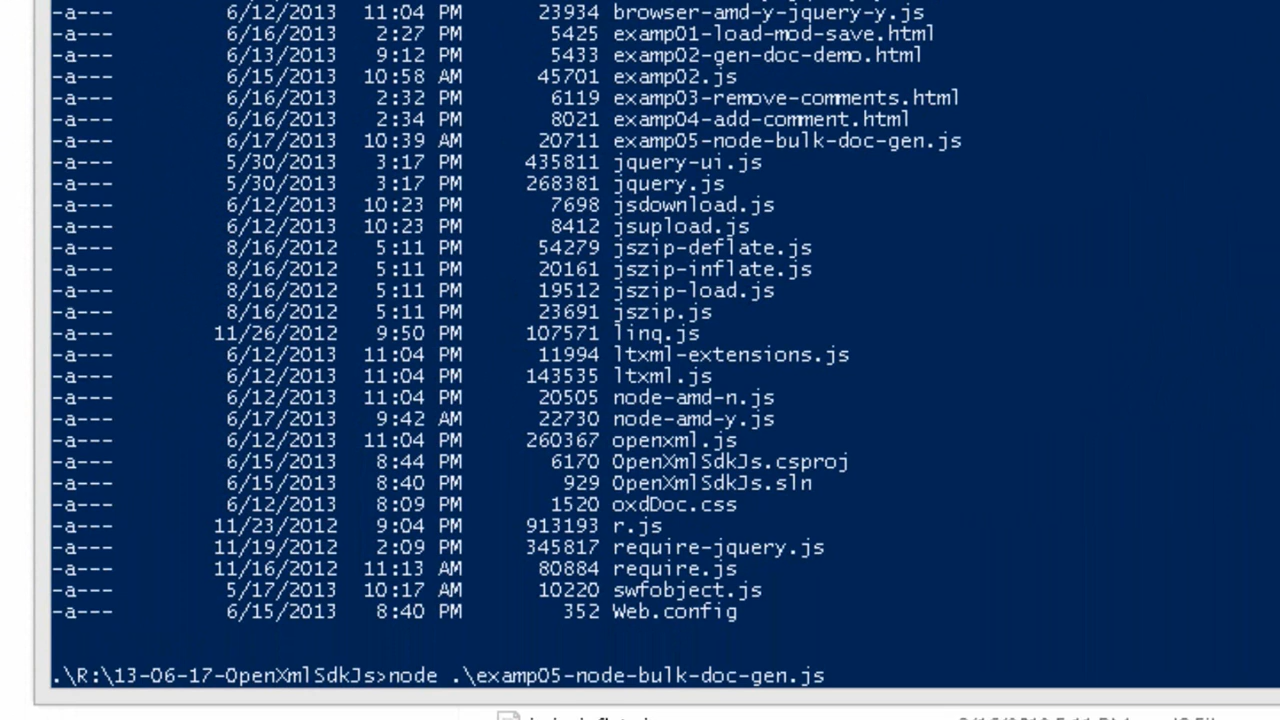 -a--- 6/12/2013 11:04 PM 23934 browser-amd-y-jquery-y.js
-a--- 6/16/2013 2:27 PM 5425 examp01-load-mod-save.html
-a--- 6/13/2013 9:12 PM 5433 examp02-gen-doc-demo.html
-a--- 6/15/2013 10:58 AM 45701 examp02.js
-a--- 6/16/2013 2:32 PM 6119 examp03-remove-comments.html
-a--- 6/16/2013 2:34 PM 8021 examp04-add-comment.html
-a--- 6/17/2013 10:39 AM 20711 examp05-node-bulk-doc-gen.js
-a--- 5/30/2013 3:17 PM 435811 jquery-ui.js
-a--- 5/30/2013 3:17 PM 268381 jquery.js
-a--- 6/12/2013 10:23 PM 7698 jsdownload.js
-a--- 6/12/2013 10:23 PM 8412 jsupload.js
-a--- 8/16/2012 5:11 PM 54279 jszip-deflate.js
-a--- 8/16/2012 5:11 PM 20161 jszip-inflate.js
-a--- 8/16/2012 5:11 PM 19512 jszip-load.js
-a--- 8/16/2012 5:11 PM 23691 jszip.js
-a--- 11/26/2012 9:50 PM 107571 linq.js
-a--- 6/12/2013 11:04 PM 11994 ltxml-extensions.js
-a--- 6/12/2013 11:04 PM 143535 ltxml.js
-a--- 6/12/2013 11:04 PM 20505 node-amd-n.js
-a--- 6/17/2013 9:42 AM 22730 node-amd-y.js
-a--- 6/12/2013 11:04 PM 260367 openxml.js
-a--- 6/15/2013 8:44 PM 6170 OpenXmlSdkJs.csproj
-a--- 6/15/2013 8:40 PM 929 OpenXmlSdkJs.sln
-a--- 6/12/2013 8:09 PM 1520 oxdDoc.css
-a--- 11/23/2012 9:04 PM 913193 r.js
-a--- 11/19/2012 2:09 PM 345817 require-jquery.js
-a--- 11/16/2012 11:13 AM 80884 require.js
-a--- 5/17/2013 10:17 AM 10220 swfobject.js
-a--- 6/15/2013 8:40 PM 352 Web.config
.\R:\13-06-17-OpenXmlSdkJs>node .\examp05-node-bulk-doc-gen.js